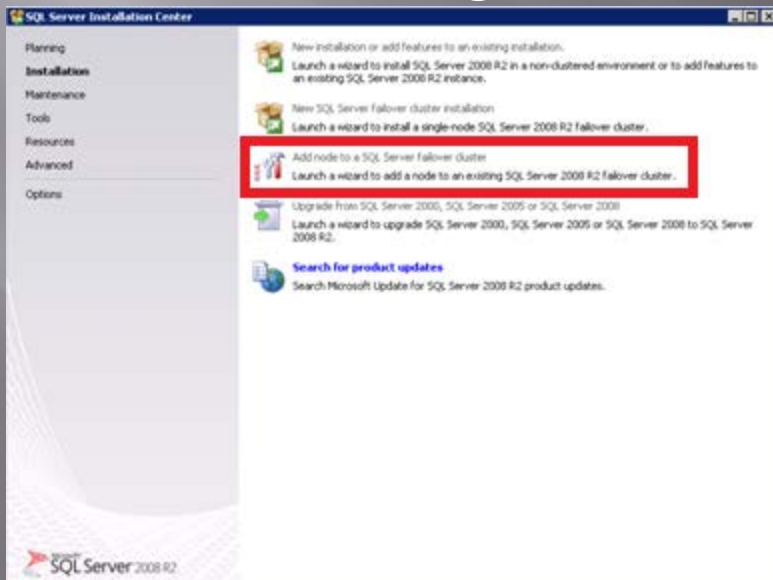 SQL Server Installation Center
Planning
Installation
Maintenance
Tools
Resources
Advanced
Options
New installation or add features to an existing installation.
Launch a wizard to install SQL Server 2008 R2 in a non-clustered environment or to add features to
an existing SQL Server 2008 R2 instance.
New SQL Server failover cluster installation
Launch a wizard to install a single-node SQL Server 2008 R2 failover cluster.
Add node to a SQL Server failover cluster
Launch a wizard to add a node to an existing SQL Server 2008 R2 failover cluster.
Upgrade from SQL Server 2000, SQL Server 2005 or SQL Server 2008
Launch a wizard to upgrade SQL Server 2000, SQL Server 2005 or SQL Server 2008 to SQL Server
2008 R2.
Search for product updates
Search Microsoft Update for SQL Server 2008 R2 product updates.
Microsoft
SQL Server 2008 R2